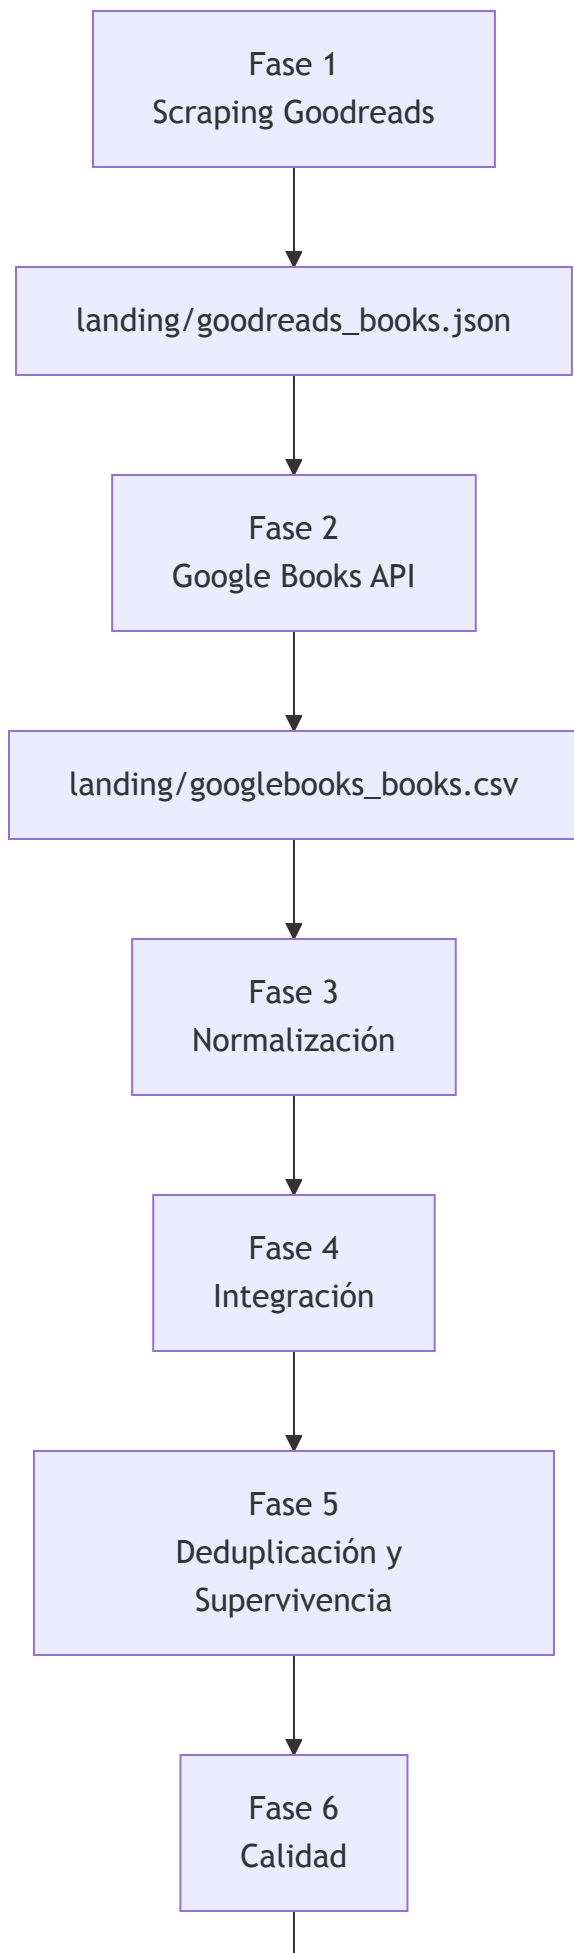 Fase 1
Scraping Goodreads
landing/goodreads_books.json
Fase 2
Google Books API
landing/googlebooks_books.csv
Fase 3
Normalización
Fase 4
Integración
Fase 5
Deduplicación y
Supervivencia
Fase 6
Calidad